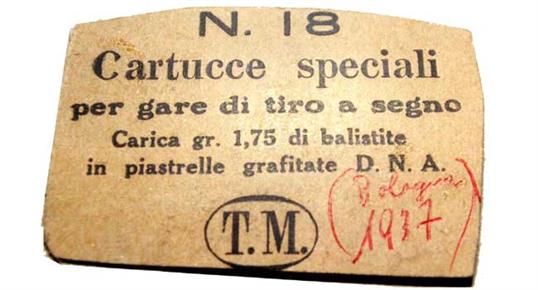 N. 18
Cartucce speciali
per gare di tiro a segno
Carica gr. 1,75 di balistite
in piastrelle grafitate D. N. A.
T.M.
(Bologna
1937)